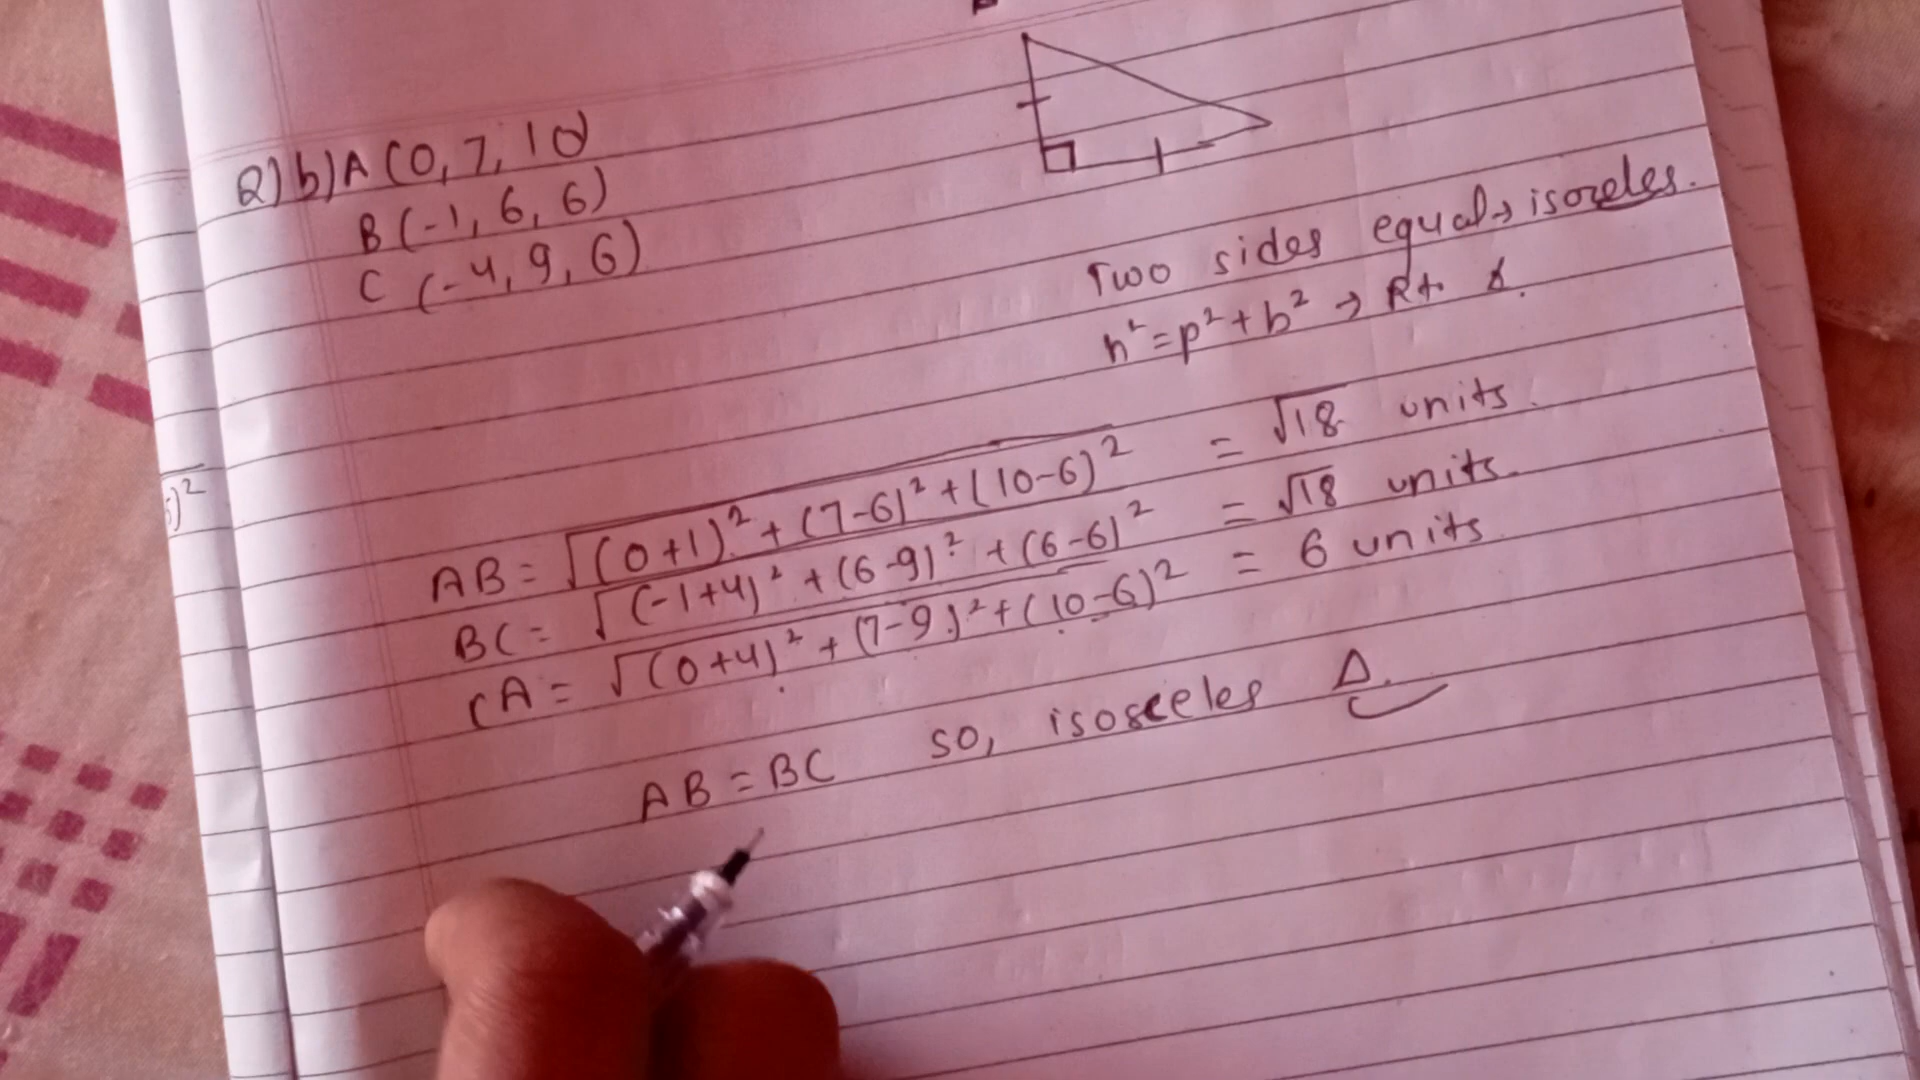 2) b) A (0, 7, 10)
B (-1, 6, 6)
C (-4, 9, 6)
Two sides equal → isoceles.
h² = p² + b² → Rt. Δ.
AB = √(0+1)² + (7-6)² + (10-6)² = √18 units.
BC = √(-1+4)² + (6-9)² + (6-6)² = √18 units.
CA = √(0+4)² + (7-9)² + (10-6)² = 6 units.
AB = BC so, isosceles Δ.
)²